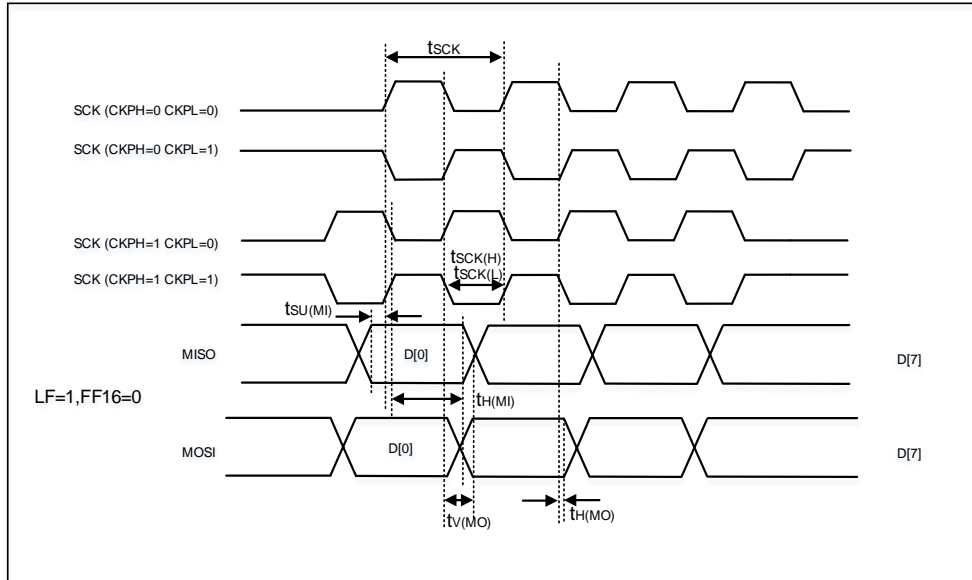 tSCK
SCK (CKPH=0 CKPL=0)
SCK (CKPH=0 CKPL=1)
SCK (CKPH=1 CKPL=0)
tSCK(H)
tSCK(L)
SCK (CKPH=1 CKPL=1)
tSU(MI)
MISO
D[0]
D[7]
LF=1,FF16=0
tH(MI)
MOSI
D[0]
D[7]
tV(MO)
tH(MO)